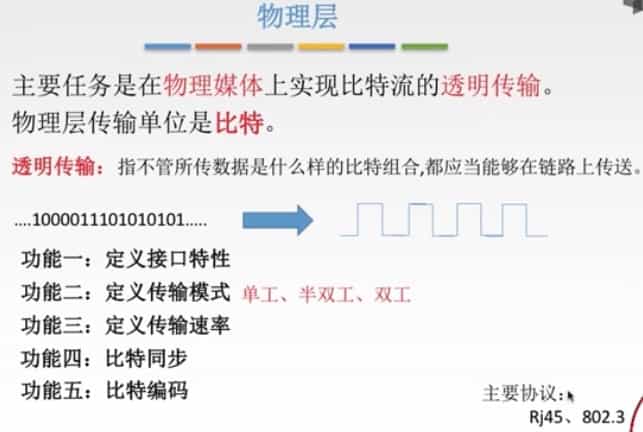 物理层
主要任务是在物理媒体上实现比特流的透明传输。
物理层传输单位是比特。
透明传输：指不管所传数据是什么样的比特组合,都应当能够在链路上传送。
....1000011101010101.....
功能一：定义接口特性
功能二：定义传输模式 单工、半双工、双工
功能三：定义传输速率
功能四：比特同步
功能五：比特编码
主要协议：
Rj45、802.3